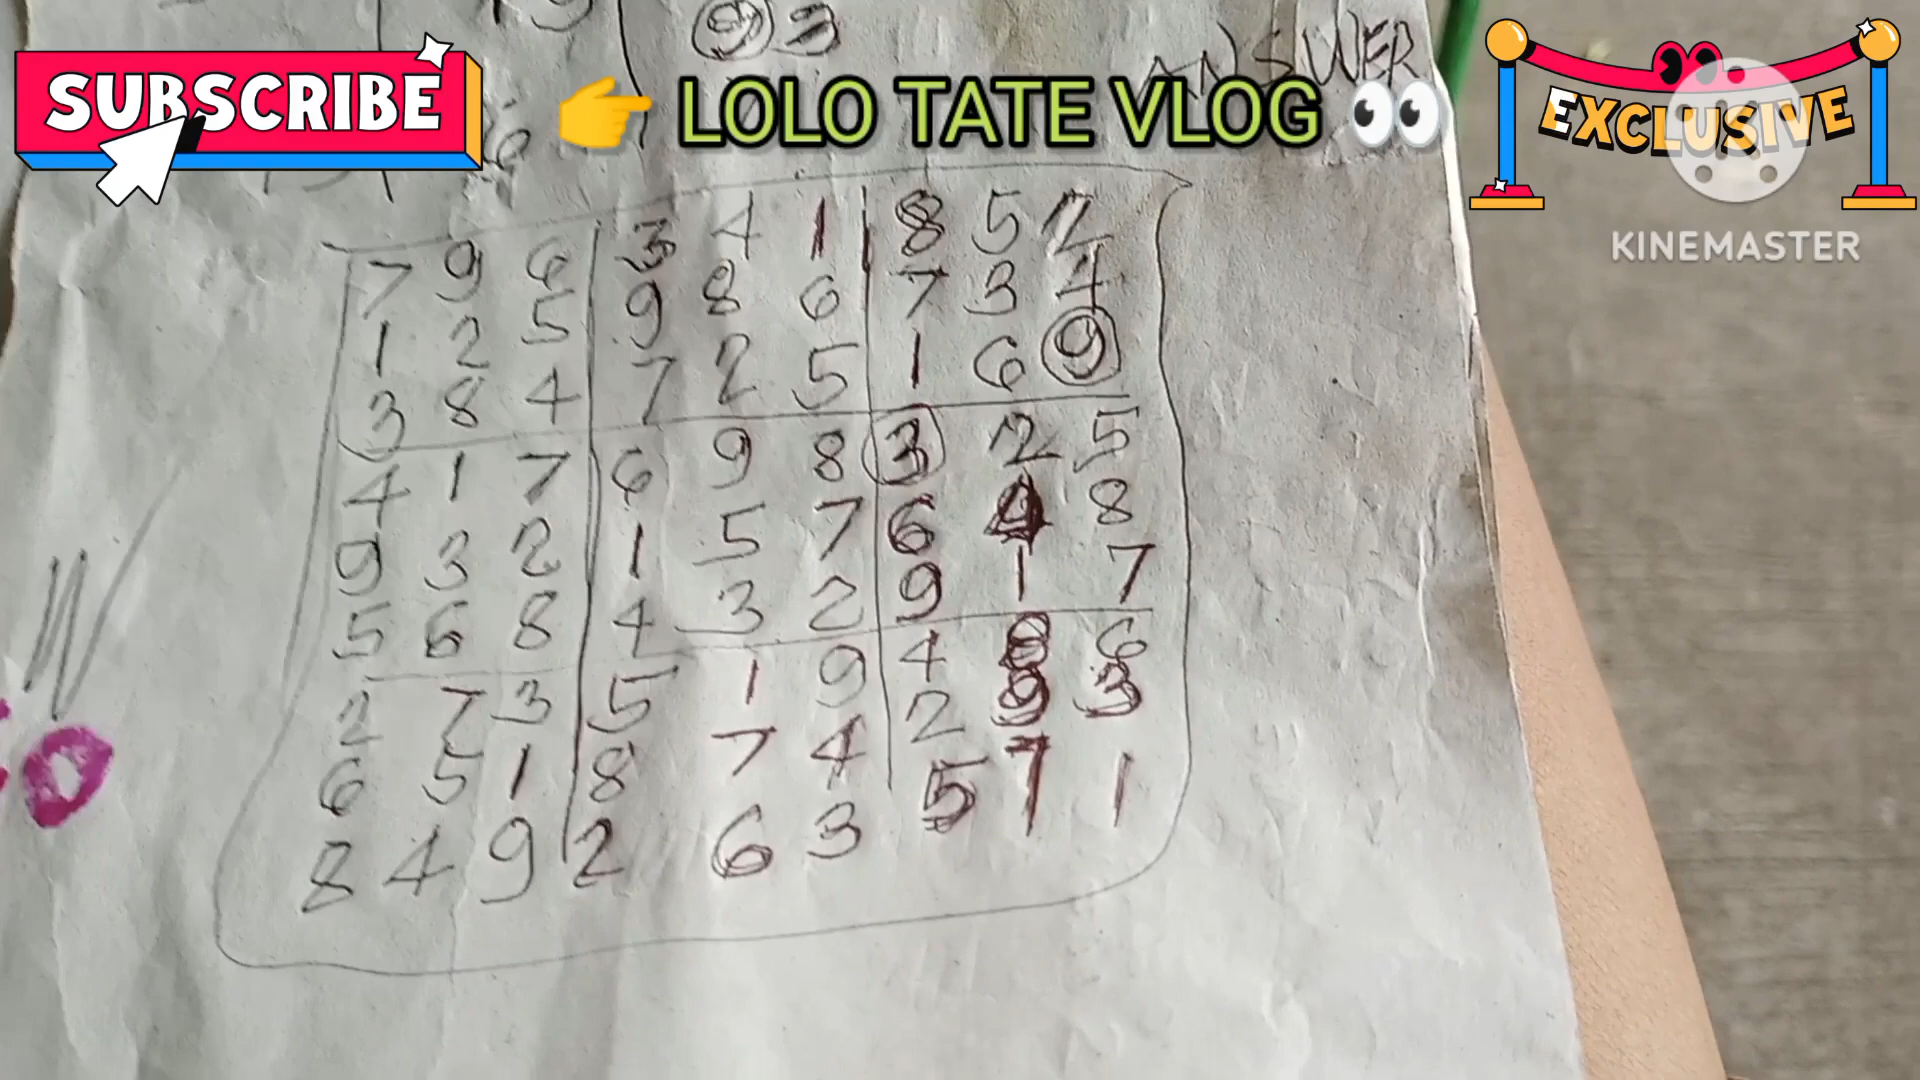 9 3
ANSWER
SUBSCRIBE
👉 LOLO TATE VLOG 👀
EXCLUSIVE
KINEMASTER
7 9 6 3 4 1 8 5 2
1 2 5 9 8 6 7 3 4
3 8 4 7 2 5 1 6 9
4 1 7 6 9 8 3 2 5
9 3 2 1 5 7 6 4 8
5 6 8 4 3 2 9 1 7
2 7 3 5 1 9 4 8 6
6 5 1 8 7 4 2 9 3
8 4 9 2 6 3 5 7 1